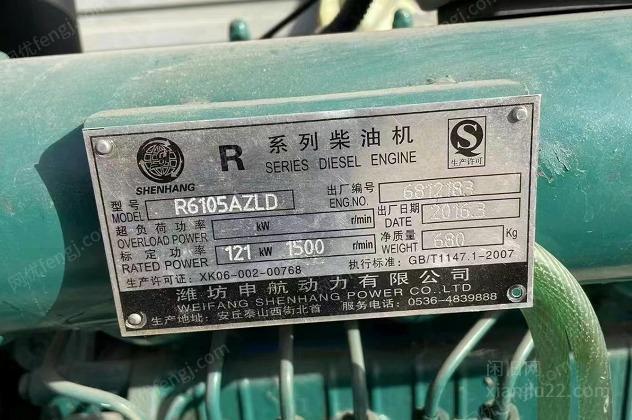 R 系列柴油机
SERIES DIESEL ENGINE
SHENHANG
生产许可
型号
MODEL R6105AZLD
出厂编号
ENG.NO. 6812183
超负荷功率
OVERLOAD POWER kW r/min
出厂日期
DATE 2016.3
标定功率
RATED POWER 121 kW 1500 r/min
净质量
WEIGHT 680 Kg
生产许可证：XK06-002-00768 执行标准：GB/T1147.1-2007
潍坊申航动力有限公司
WEIFANG SHENHANG POWER CO.,LTD
生产地址：安丘泰山西街北首 服务电话：0536-4839888
闲旧网
xianjiu22.com